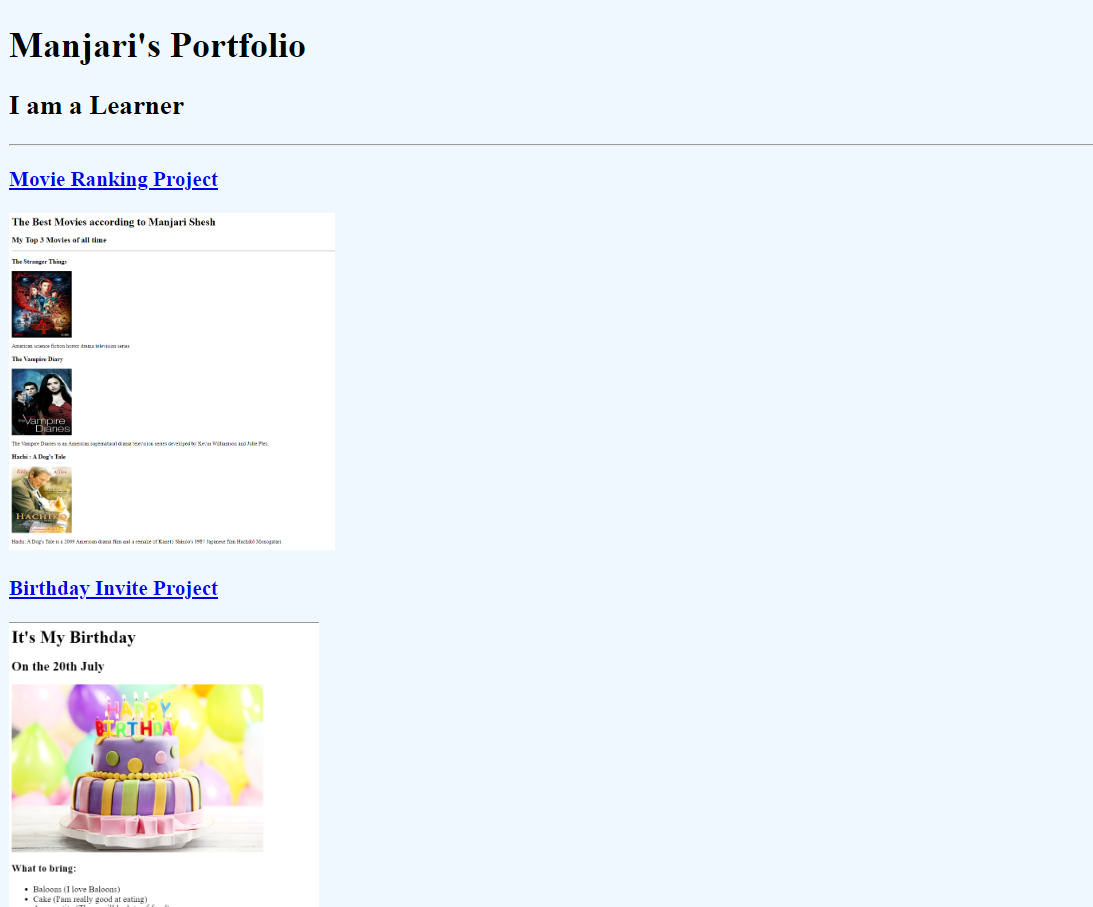 Manjari's Portfolio
I am a Learner
Movie Ranking Project
The Best Movies according to Manjari Shesh
My Top 3 Movies of all time
The Stranger Things
American science fiction horror drama television series
The Vampire Diary
Vampire
Diaries
The Vampire Diaries is an American supernatural drama television series developed by Kevin Williamson and Julie Plec.
Hachi : A Dog's Tale
HACHIKO
Hachi: A Dog's Tale is a 2009 American drama film and a remake of Kaneto Shindo's 1987 Japanese film Hachikō Monogatari.
Birthday Invite Project
It's My Birthday
On the 20th July
HAPPY
BIRTHDAY
What to bring:
Baloons (I love Baloons)
Cake (I'am really good at eating)